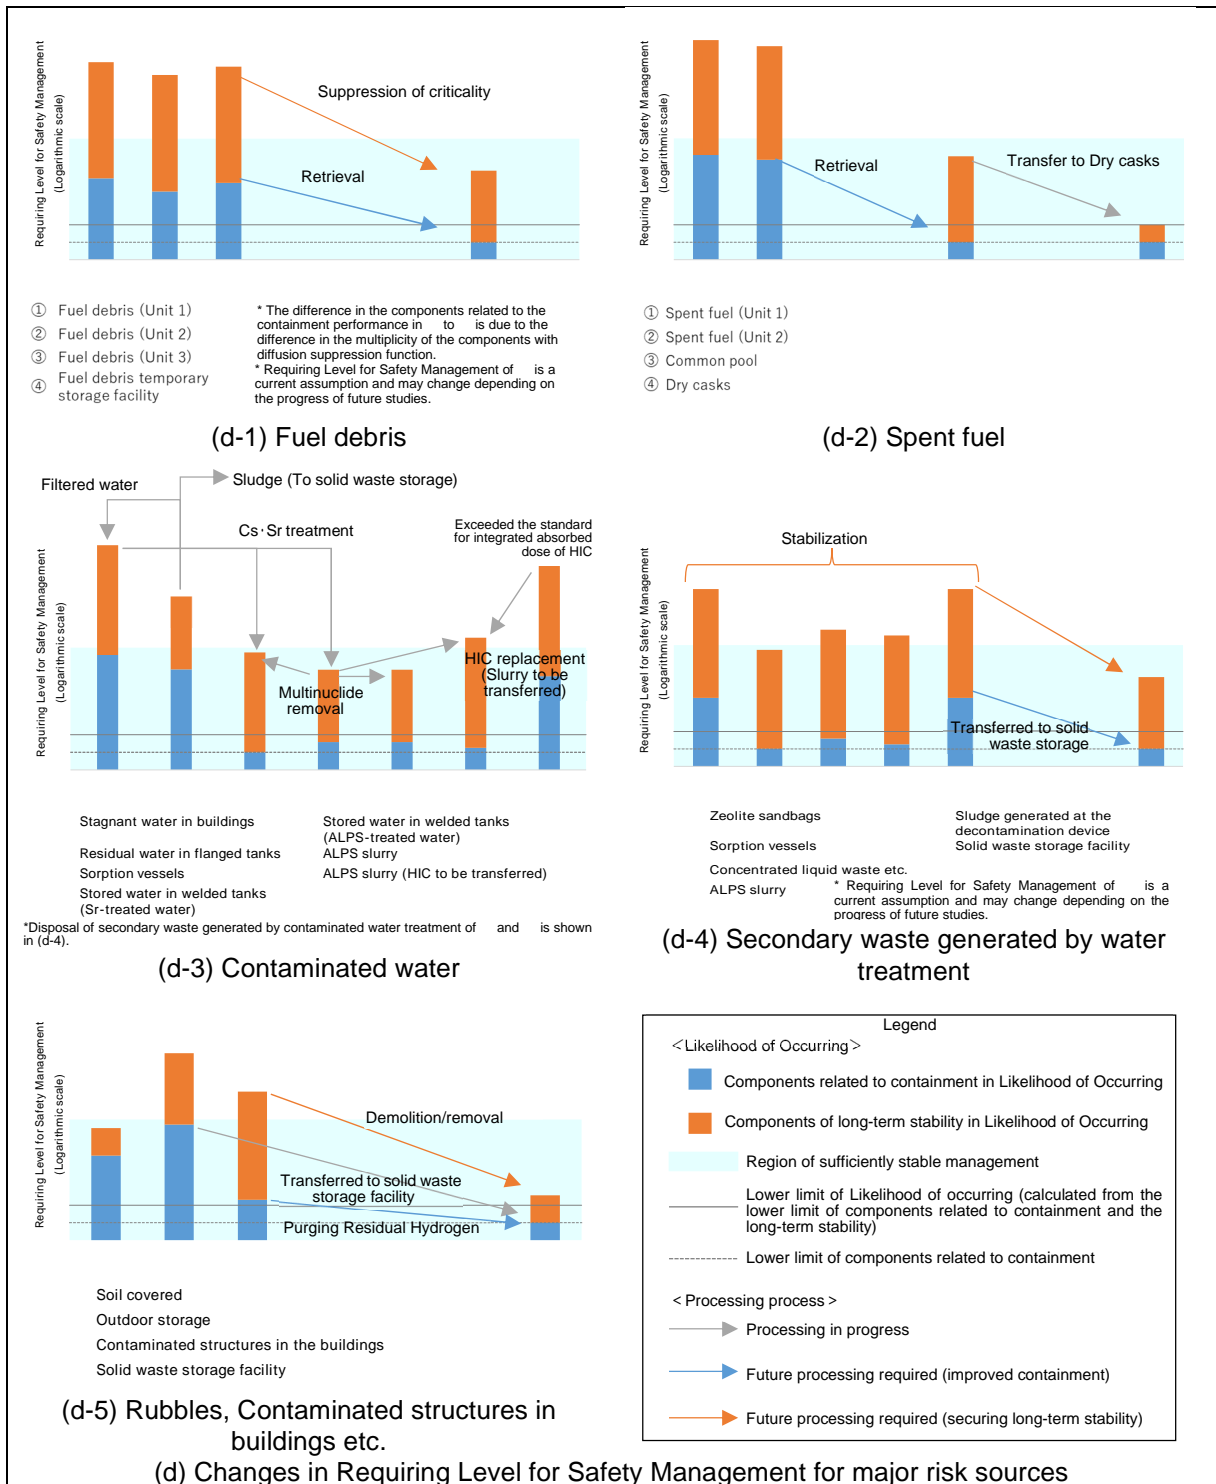 Requiring Level for Safety Management
(Logarithmic scale)
Suppression of criticality
Retrieval
① Fuel debris (Unit 1)
② Fuel debris (Unit 2)
③ Fuel debris (Unit 3)
④ Fuel debris temporary
storage facility
* The difference in the components related to the
containment performance in to is due to the
difference in the multiplicity of the components with
diffusion suppression function.
* Requiring Level for Safety Management of is a
current assumption and may change depending on
the progress of future studies.
(d-1) Fuel debris
Requiring Level for Safety Management
(Logarithmic scale)
Retrieval
Transfer to Dry casks
① Spent fuel (Unit 1)
② Spent fuel (Unit 2)
③ Common pool
④ Dry casks
(d-2) Spent fuel
Requiring Level for Safety Management
(Logarithmic scale)
Filtered water
Sludge (To solid waste storage)
Cs·Sr treatment
Exceeded the standard
for integrated absorbed
dose of HIC
Multinuclide
removal
HIC replacement
(Slurry to be
transferred)
Stagnant water in buildings
Residual water in flanged tanks
Sorption vessels
Stored water in welded tanks
(Sr-treated water)
Stored water in welded tanks
(ALPS-treated water)
ALPS slurry
ALPS slurry (HIC to be transferred)
*Disposal of secondary waste generated by contaminated water treatment of and is shown
in (d-4).
(d-3) Contaminated water
Requiring Level for Safety Management
(Logarithmic scale)
Stabilization
Transferred to solid
waste storage
Zeolite sandbags
Sorption vessels
Concentrated liquid waste etc.
ALPS slurry
Sludge generated at the
decontamination device
Solid waste storage facility
* Requiring Level for Safety Management of is a
current assumption and may change depending on the
progress of future studies.
(d-4) Secondary waste generated by water
treatment
Requiring Level for Safety Management
(Logarithmic scale)
Demolition/removal
Transferred to solid waste
storage facility
Purging Residual Hydrogen
Soil covered
Outdoor storage
Contaminated structures in the buildings
Solid waste storage facility
(d-5) Rubbles, Contaminated structures in
buildings etc.
Legend
<Likelihood of Occurring>
Components related to containment in Likelihood of Occurring
Components of long-term stability in Likelihood of Occurring
Region of sufficiently stable management
Lower limit of Likelihood of occurring (calculated from the
lower limit of components related to containment and the
long-term stability)
Lower limit of components related to containment
< Processing process >
Processing in progress
Future processing required (improved containment)
Future processing required (securing long-term stability)
(d) Changes in Requiring Level for Safety Management for major risk sources